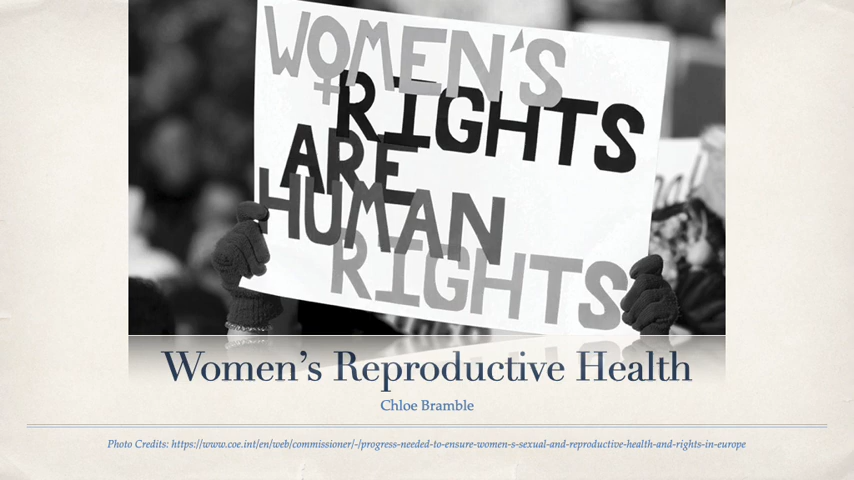 WOMEN'S
RIGHTS
ARE
HUMAN
RIGHTS
Women's Reproductive Health
Chloe Bramble
Photo Credits: https://www.coe.int/en/web/commissioner/-/progress-needed-to-ensure-women-s-sexual-and-reproductive-health-and-rights-in-europe